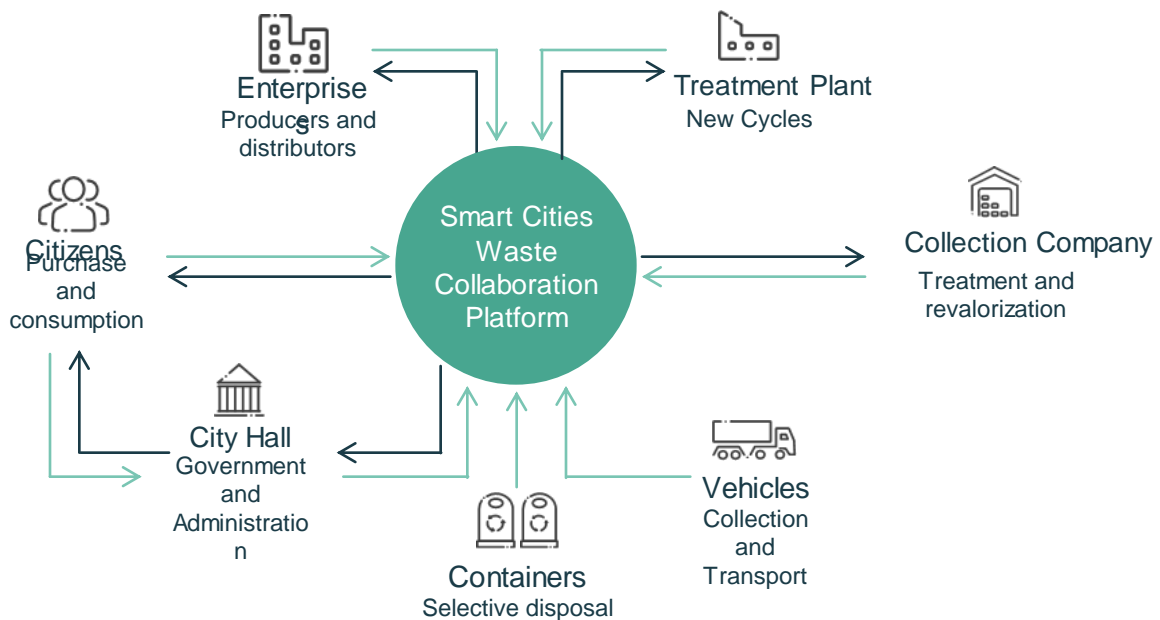 Enterprise
s
Producers and
distributors
Treatment Plant
New Cycles
Citizens
Purchase
and
consumption
Smart Cities
Waste
Collaboration
Platform
Collection Company
Treatment and
revalorization
City Hall
Government
and
Administratio
n
Containers
Selective disposal
Vehicles
Collection
and
Transport